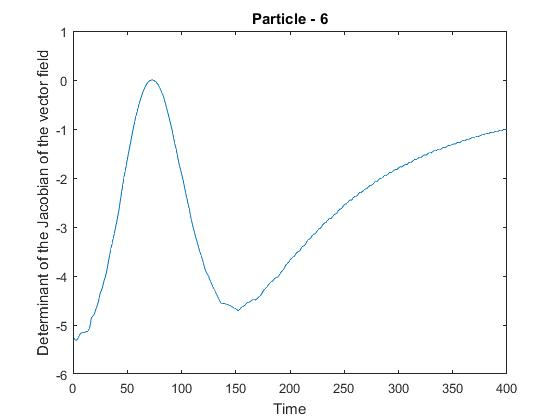 Particle - 6
Determinant of the Jacobian of the vector field
1
0
-1
-2
-3
-4
-5
-6
0 50 100 150 200 250 300 350 400
Time